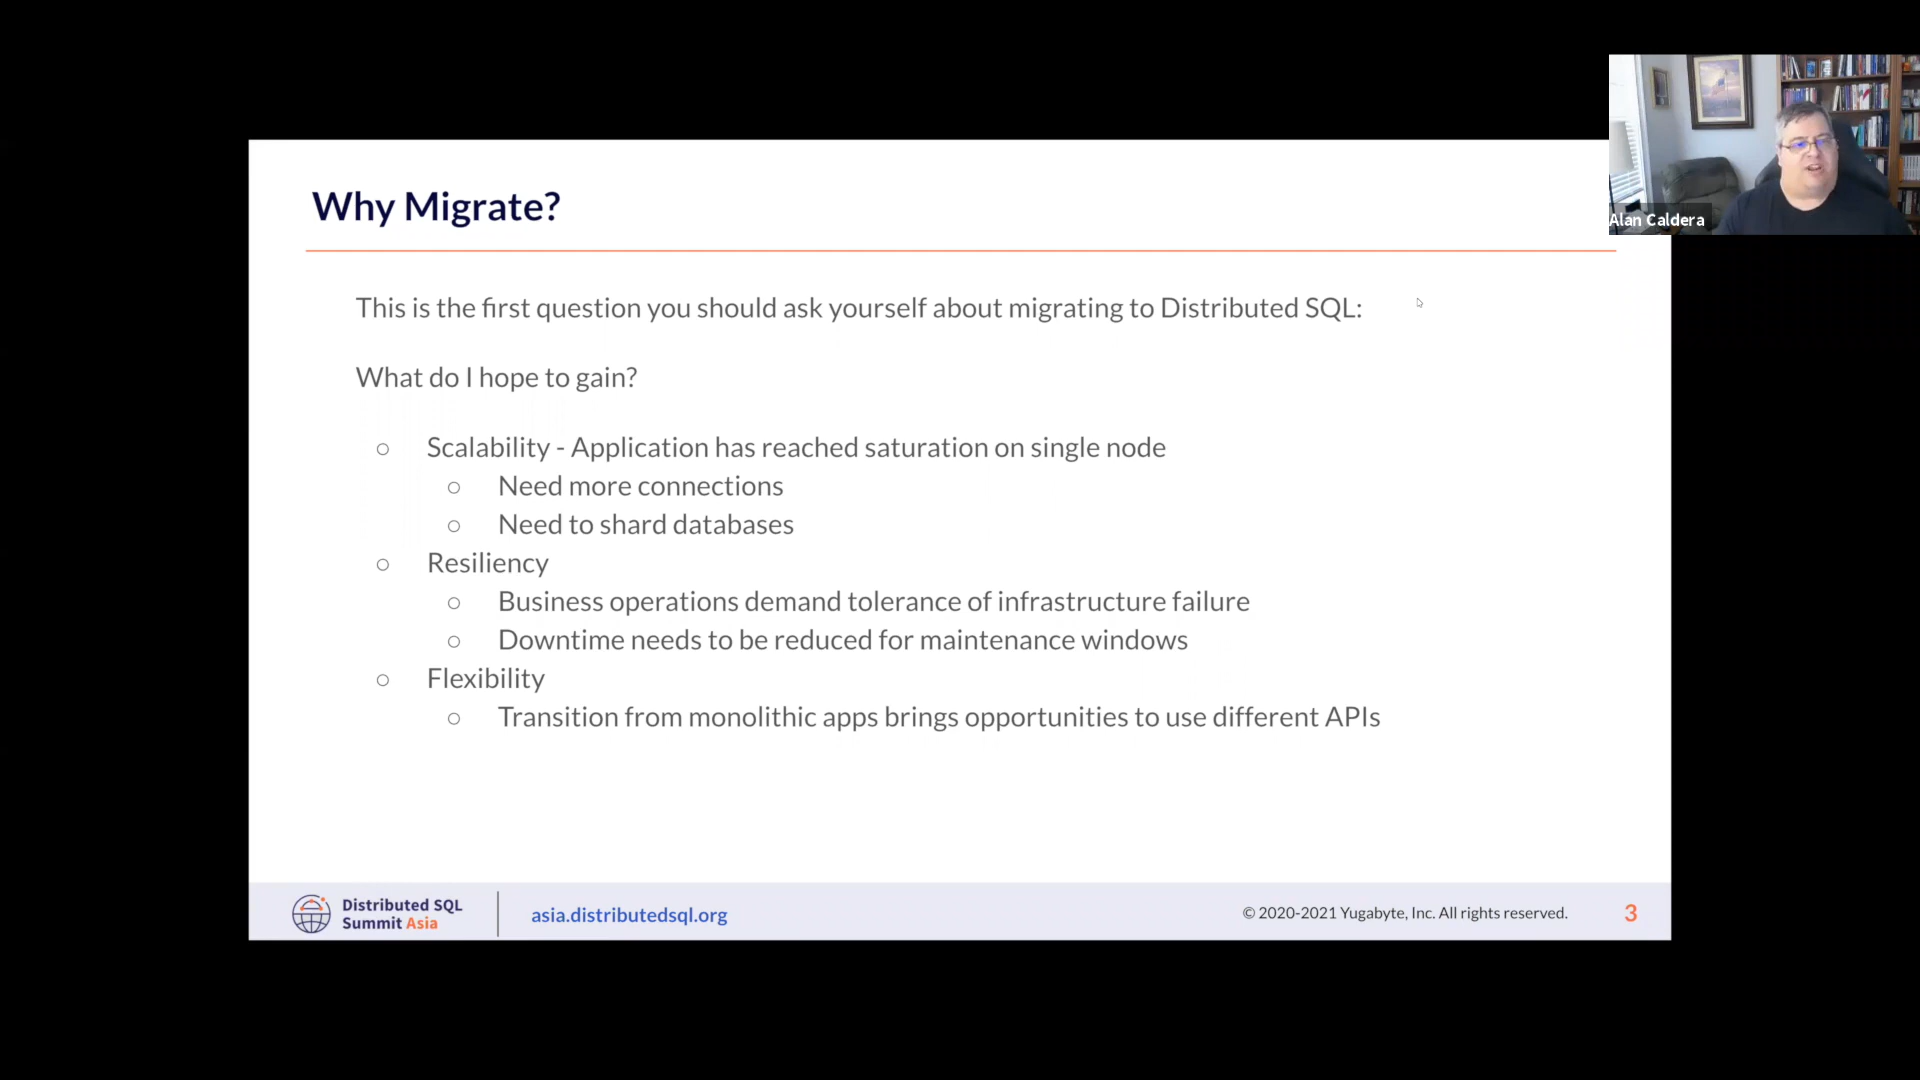 Alan Caldera
Why Migrate?
This is the first question you should ask yourself about migrating to Distributed SQL:
What do I hope to gain?
Scalability - Application has reached saturation on single node
Need more connections
Need to shard databases
Resiliency
Business operations demand tolerance of infrastructure failure
Downtime needs to be reduced for maintenance windows
Flexibility
Transition from monolithic apps brings opportunities to use different APIs
Distributed SQL
Summit Asia
asia.distributedsql.org
© 2020-2021 Yugabyte, Inc. All rights reserved.
3